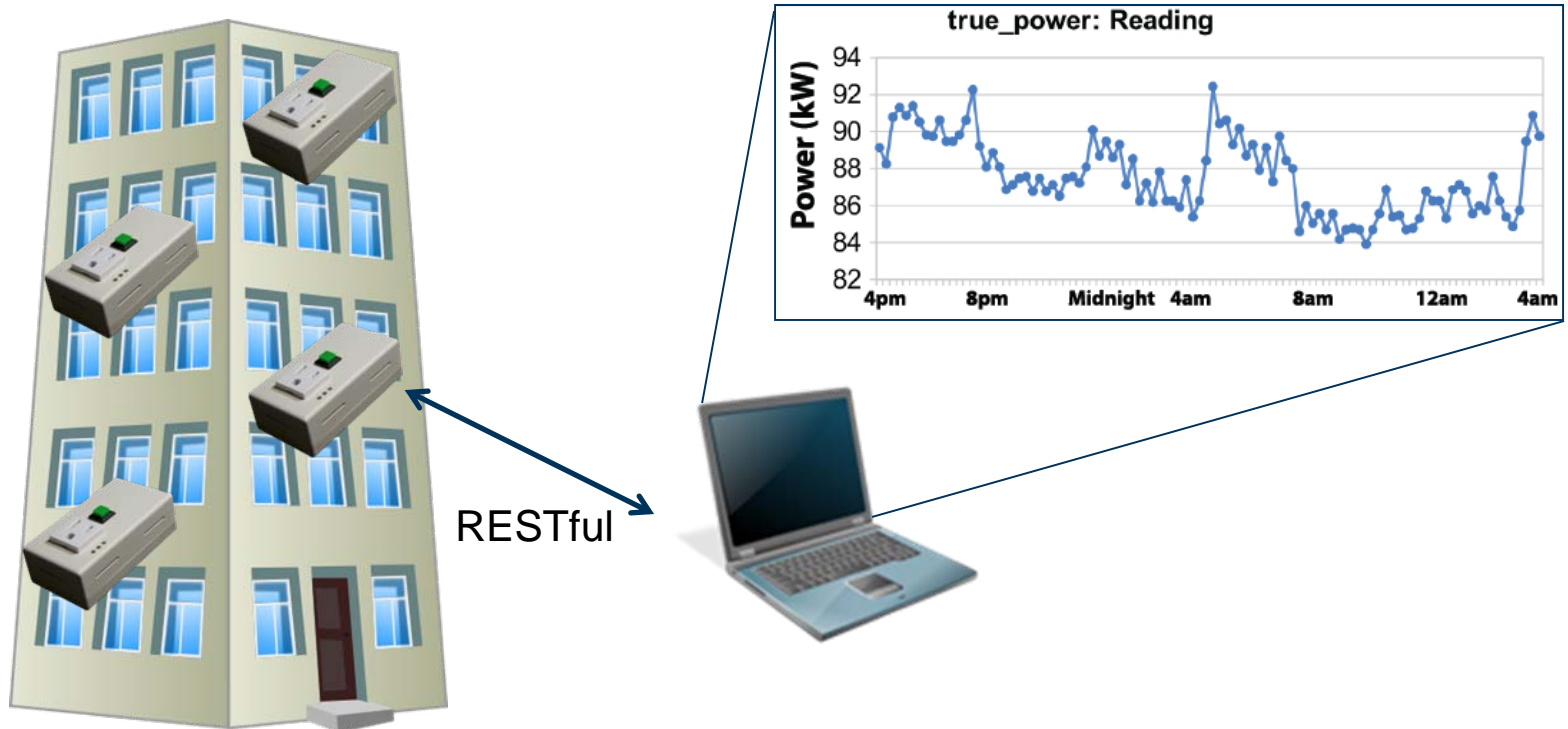 true_power: Reading
Power (kW)
94
92
90
88
86
84
82
4pm 8pm Midnight 4am 8am 12am 4am
RESTful